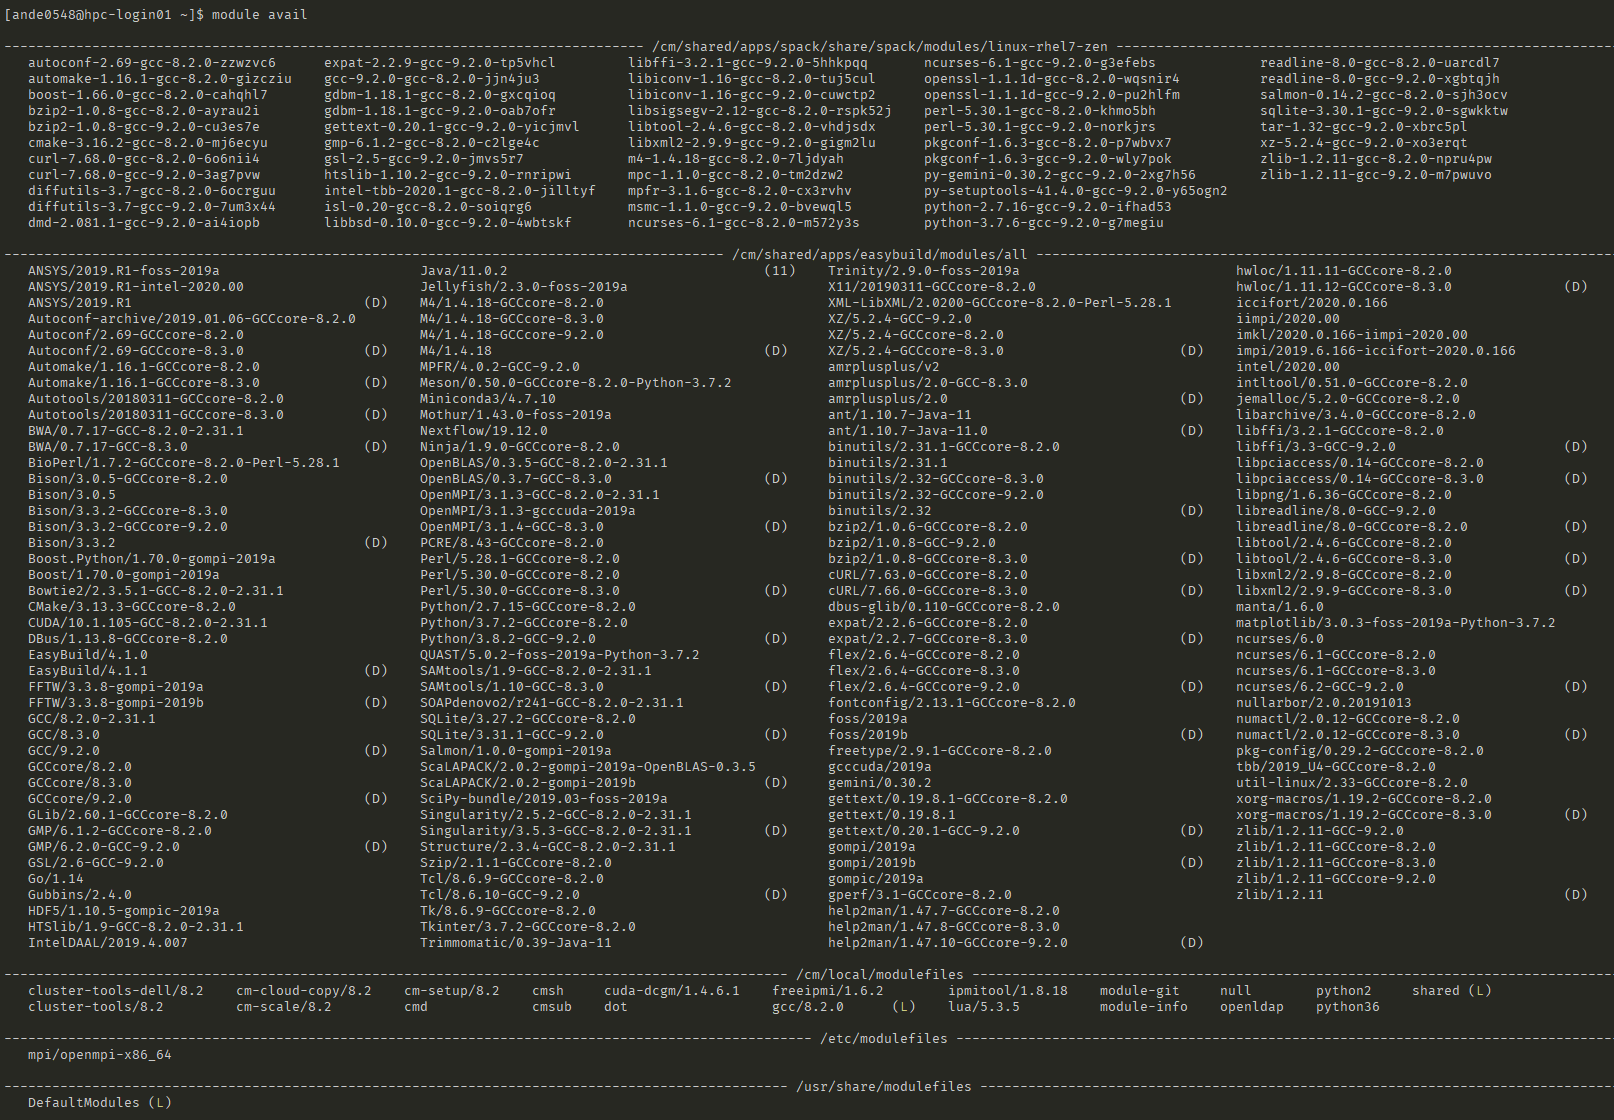 [ande0548@hpc-login01 ~]$ module avail
-------------------------------------------------------------------------------- /cm/shared/apps/spack/share/spack/modules/linux-rhel7-zen --------------------------------------------------------------
autoconf-2.69-gcc-8.2.0-zzwzvc6 expat-2.2.9-gcc-9.2.0-tp5vhcl libffi-3.2.1-gcc-9.2.0-5hhkpqq ncurses-6.1-gcc-9.2.0-g3efebs readline-8.0-gcc-8.2.0-uarcdl7
automake-1.16.1-gcc-8.2.0-gizcziu gcc-9.2.0-gcc-8.2.0-jjn4ju3 libiconv-1.16-gcc-8.2.0-tuj5cul openssl-1.1.1d-gcc-8.2.0-wqsnir4 readline-8.0-gcc-9.2.0-xgbtqjh
boost-1.66.0-gcc-8.2.0-cahqhl7 gdbm-1.18.1-gcc-8.2.0-gxcqioq libiconv-1.16-gcc-9.2.0-cuwctp2 openssl-1.1.1d-gcc-9.2.0-pu2hlfm salmon-0.14.2-gcc-8.2.0-sjh3ocv
bzip2-1.0.8-gcc-8.2.0-ayrau2i gdbm-1.18.1-gcc-9.2.0-oab7ofr libsigsegv-2.12-gcc-8.2.0-rspk52j perl-5.30.1-gcc-8.2.0-khmo5bh sqlite-3.30.1-gcc-9.2.0-sgwkktw
bzip2-1.0.8-gcc-9.2.0-cu3es7e gettext-0.20.1-gcc-9.2.0-yicjmvl libtool-2.4.6-gcc-8.2.0-vhdjsdx perl-5.30.1-gcc-9.2.0-norkjrs tar-1.32-gcc-9.2.0-xbrc5pl
cmake-3.16.2-gcc-8.2.0-mj6ecyu gmp-6.1.2-gcc-8.2.0-c2lge4c libxml2-2.9.9-gcc-9.2.0-gigm2lu pkgconf-1.6.3-gcc-8.2.0-p7wbvx7 xz-5.2.4-gcc-9.2.0-xo3erqt
curl-7.68.0-gcc-8.2.0-6o6nii4 gsl-2.5-gcc-9.2.0-jmvs5r7 m4-1.4.18-gcc-8.2.0-7ljdyah pkgconf-1.6.3-gcc-9.2.0-wly7pok zlib-1.2.11-gcc-8.2.0-npru4pw
curl-7.68.0-gcc-9.2.0-3ag7pvw htslib-1.10.2-gcc-9.2.0-rnripwi mpc-1.1.0-gcc-8.2.0-tm2dzw2 py-gemini-0.30.2-gcc-9.2.0-2xg7h56 zlib-1.2.11-gcc-9.2.0-m7pwuvo
diffutils-3.7-gcc-8.2.0-6ocrguu intel-tbb-2020.1-gcc-8.2.0-jilltyf mpfr-3.1.6-gcc-8.2.0-cx3rvhv py-setuptools-41.4.0-gcc-9.2.0-y65ogn2
diffutils-3.7-gcc-9.2.0-7um3x44 isl-0.20-gcc-8.2.0-soiqrg6 msmc-1.1.0-gcc-9.2.0-bvewql5 python-2.7.16-gcc-9.2.0-ifhad53
dmd-2.081.1-gcc-9.2.0-ai4iopb libbsd-0.10.0-gcc-9.2.0-4wbtskf ncurses-6.1-gcc-8.2.0-m572y3s python-3.7.6-gcc-9.2.0-g7megiu
------------------------------------------------------------------------------------------ /cm/shared/apps/easybuild/modules/all ------------------------------------------------------------------------
ANSYS/2019.R1-foss-2019a Java/11.0.2 (11) Trinity/2.9.0-foss-2019a hwloc/1.11.11-GCCcore-8.2.0
ANSYS/2019.R1-intel-2020.00 Jellyfish/2.3.0-foss-2019a X11/20190311-GCCcore-8.2.0 hwloc/1.11.12-GCCcore-8.3.0 (D)
ANSYS/2019.R1 (D) M4/1.4.18-GCCcore-8.2.0 XML-LibXML/2.0200-GCCcore-8.2.0-Perl-5.28.1 iccifort/2020.0.166
Autoconf-archive/2019.01.06-GCCcore-8.2.0 M4/1.4.18-GCCcore-8.3.0 XZ/5.2.4-GCC-9.2.0 iimpi/2020.00
Autoconf/2.69-GCCcore-8.2.0 M4/1.4.18-GCCcore-9.2.0 XZ/5.2.4-GCCcore-8.2.0 imkl/2020.0.166-iimpi-2020.00
Autoconf/2.69-GCCcore-8.3.0 (D) M4/1.4.18 (D) XZ/5.2.4-GCCcore-8.3.0 (D) impi/2019.6.166-iccifort-2020.0.166
Automake/1.16.1-GCCcore-8.2.0 MPFR/4.0.2-GCC-9.2.0 amrplusplus/v2 intel/2020.00
Automake/1.16.1-GCCcore-8.3.0 (D) Meson/0.50.0-GCCcore-8.2.0-Python-3.7.2 amrplusplus/2.0-GCC-8.3.0 intltool/0.51.0-GCCcore-8.2.0
Autotools/20180311-GCCcore-8.2.0 Miniconda3/4.7.10 amrplusplus/2.0 (D) jemalloc/5.2.0-GCCcore-8.2.0
Autotools/20180311-GCCcore-8.3.0 (D) Mothur/1.43.0-foss-2019a ant/1.10.7-Java-11 libarchive/3.4.0-GCCcore-8.2.0
BWA/0.7.17-GCC-8.2.0-2.31.1 Nextflow/19.12.0 ant/1.10.7-Java-11.0 (D) libffi/3.2.1-GCCcore-8.2.0
BWA/0.7.17-GCC-8.3.0 (D) Ninja/1.9.0-GCCcore-8.2.0 binutils/2.31.1-GCCcore-8.2.0 libffi/3.3-GCC-9.2.0 (D)
BioPerl/1.7.2-GCCcore-8.2.0-Perl-5.28.1 OpenBLAS/0.3.5-GCC-8.2.0-2.31.1 binutils/2.31.1 libpciaccess/0.14-GCCcore-8.2.0
Bison/3.0.5-GCCcore-8.2.0 OpenBLAS/0.3.7-GCC-8.3.0 (D) binutils/2.32-GCCcore-8.3.0 libpciaccess/0.14-GCCcore-8.3.0 (D)
Bison/3.0.5 OpenMPI/3.1.3-GCC-8.2.0-2.31.1 binutils/2.32-GCCcore-9.2.0 libpng/1.6.36-GCCcore-8.2.0
Bison/3.3.2-GCCcore-8.3.0 OpenMPI/3.1.3-gcccuda-2019a binutils/2.32 (D) libreadline/8.0-GCC-9.2.0
Bison/3.3.2-GCCcore-9.2.0 OpenMPI/3.1.4-GCC-8.3.0 (D) bzip2/1.0.6-GCCcore-8.2.0 libreadline/8.0-GCCcore-8.2.0 (D)
Bison/3.3.2 (D) PCRE/8.43-GCCcore-8.2.0 bzip2/1.0.8-GCC-9.2.0 libtool/2.4.6-GCCcore-8.2.0
Boost.Python/1.70.0-gompi-2019a Perl/5.28.1-GCCcore-8.2.0 bzip2/1.0.8-GCCcore-8.3.0 (D) libtool/2.4.6-GCCcore-8.3.0 (D)
Boost/1.70.0-gompi-2019a Perl/5.30.0-GCCcore-8.2.0 cURL/7.63.0-GCCcore-8.2.0 libxml2/2.9.8-GCCcore-8.2.0
Bowtie2/2.3.5.1-GCC-8.2.0-2.31.1 Perl/5.30.0-GCCcore-8.3.0 (D) cURL/7.66.0-GCCcore-8.3.0 (D) libxml2/2.9.9-GCCcore-8.3.0 (D)
CMake/3.13.3-GCCcore-8.2.0 Python/2.7.15-GCCcore-8.2.0 dbus-glib/0.110-GCCcore-8.2.0 manta/1.6.0
CUDA/10.1.105-GCC-8.2.0-2.31.1 Python/3.7.2-GCCcore-8.2.0 expat/2.2.6-GCCcore-8.2.0 matplotlib/3.0.3-foss-2019a-Python-3.7.2
DBus/1.13.8-GCCcore-8.2.0 Python/3.8.2-GCC-9.2.0 (D) expat/2.2.7-GCCcore-8.3.0 (D) ncurses/6.0
EasyBuild/4.1.0 QUAST/5.0.2-foss-2019a-Python-3.7.2 flex/2.6.4-GCCcore-8.2.0 ncurses/6.1-GCCcore-8.2.0
EasyBuild/4.1.1 (D) SAMtools/1.9-GCC-8.2.0-2.31.1 flex/2.6.4-GCCcore-8.3.0 ncurses/6.1-GCCcore-8.3.0
FFTW/3.3.8-gompi-2019a SAMtools/1.10-GCC-8.3.0 (D) flex/2.6.4-GCCcore-9.2.0 (D) ncurses/6.2-GCC-9.2.0 (D)
FFTW/3.3.8-gompi-2019b (D) SOAPdenovo2/r241-GCC-8.2.0-2.31.1 fontconfig/2.13.1-GCCcore-8.2.0 nullarbor/2.0.20191013
GCC/8.2.0-2.31.1 SQLite/3.27.2-GCCcore-8.2.0 foss/2019a numactl/2.0.12-GCCcore-8.2.0
GCC/8.3.0 SQLite/3.31.1-GCC-9.2.0 (D) foss/2019b (D) numactl/2.0.12-GCCcore-8.3.0 (D)
GCC/9.2.0 (D) Salmon/1.0.0-gompi-2019a freetype/2.9.1-GCCcore-8.2.0 pkg-config/0.29.2-GCCcore-8.2.0
GCCcore/8.2.0 ScaLAPACK/2.0.2-gompi-2019a-OpenBLAS-0.3.5 gcccuda/2019a tbb/2019_U4-GCCcore-8.2.0
GCCcore/8.3.0 ScaLAPACK/2.0.2-gompi-2019b (D) gemini/0.30.2 util-linux/2.33-GCCcore-8.2.0
GCCcore/9.2.0 (D) SciPy-bundle/2019.03-foss-2019a gettext/0.19.8.1-GCCcore-8.2.0 xorg-macros/1.19.2-GCCcore-8.2.0
GLib/2.60.1-GCCcore-8.2.0 Singularity/2.5.2-GCC-8.2.0-2.31.1 gettext/0.19.8.1 xorg-macros/1.19.2-GCCcore-8.3.0 (D)
GMP/6.1.2-GCCcore-8.2.0 Singularity/3.5.3-GCC-8.2.0-2.31.1 (D) gettext/0.20.1-GCC-9.2.0 (D) zlib/1.2.11-GCC-9.2.0
GMP/6.2.0-GCC-9.2.0 (D) Structure/2.3.4-GCC-8.2.0-2.31.1 gompi/2019a zlib/1.2.11-GCCcore-8.2.0
GSL/2.6-GCC-9.2.0 Szip/2.1.1-GCCcore-8.2.0 gompi/2019b (D) zlib/1.2.11-GCCcore-8.3.0
Go/1.14 Tcl/8.6.9-GCCcore-8.2.0 gompic/2019a zlib/1.2.11-GCCcore-9.2.0
Gubbins/2.4.0 Tcl/8.6.10-GCC-9.2.0 (D) gperf/3.1-GCCcore-8.2.0 zlib/1.2.11 (D)
HDF5/1.10.5-gompic-2019a Tk/8.6.9-GCCcore-8.2.0 help2man/1.47.7-GCCcore-8.2.0
HTSlib/1.9-GCC-8.2.0-2.31.1 Tkinter/3.7.2-GCCcore-8.2.0 help2man/1.47.8-GCCcore-8.3.0
IntelDAAL/2019.4.007 Trimmomatic/0.39-Java-11 help2man/1.47.10-GCCcore-9.2.0 (D)
-------------------------------------------------------------------------------------------------- /cm/local/modulefiles --------------------------------------------------------------------------------
cluster-tools-dell/8.2 cm-cloud-copy/8.2 cm-setup/8.2 cmsh cuda-dcgm/1.4.6.1 freeipmi/1.6.2 ipmitool/1.8.18 module-git null python2 shared (L)
cluster-tools/8.2 cm-scale/8.2 cmd cmsub dot gcc/8.2.0 (L) lua/5.3.5 module-info openldap python36
----------------------------------------------------------------------------------------------------- /etc/modulefiles ----------------------------------------------------------------------------------
mpi/openmpi-x86_64
-------------------------------------------------------------------------------------------------- /usr/share/modulefiles -------------------------------------------------------------------------------
DefaultModules (L)